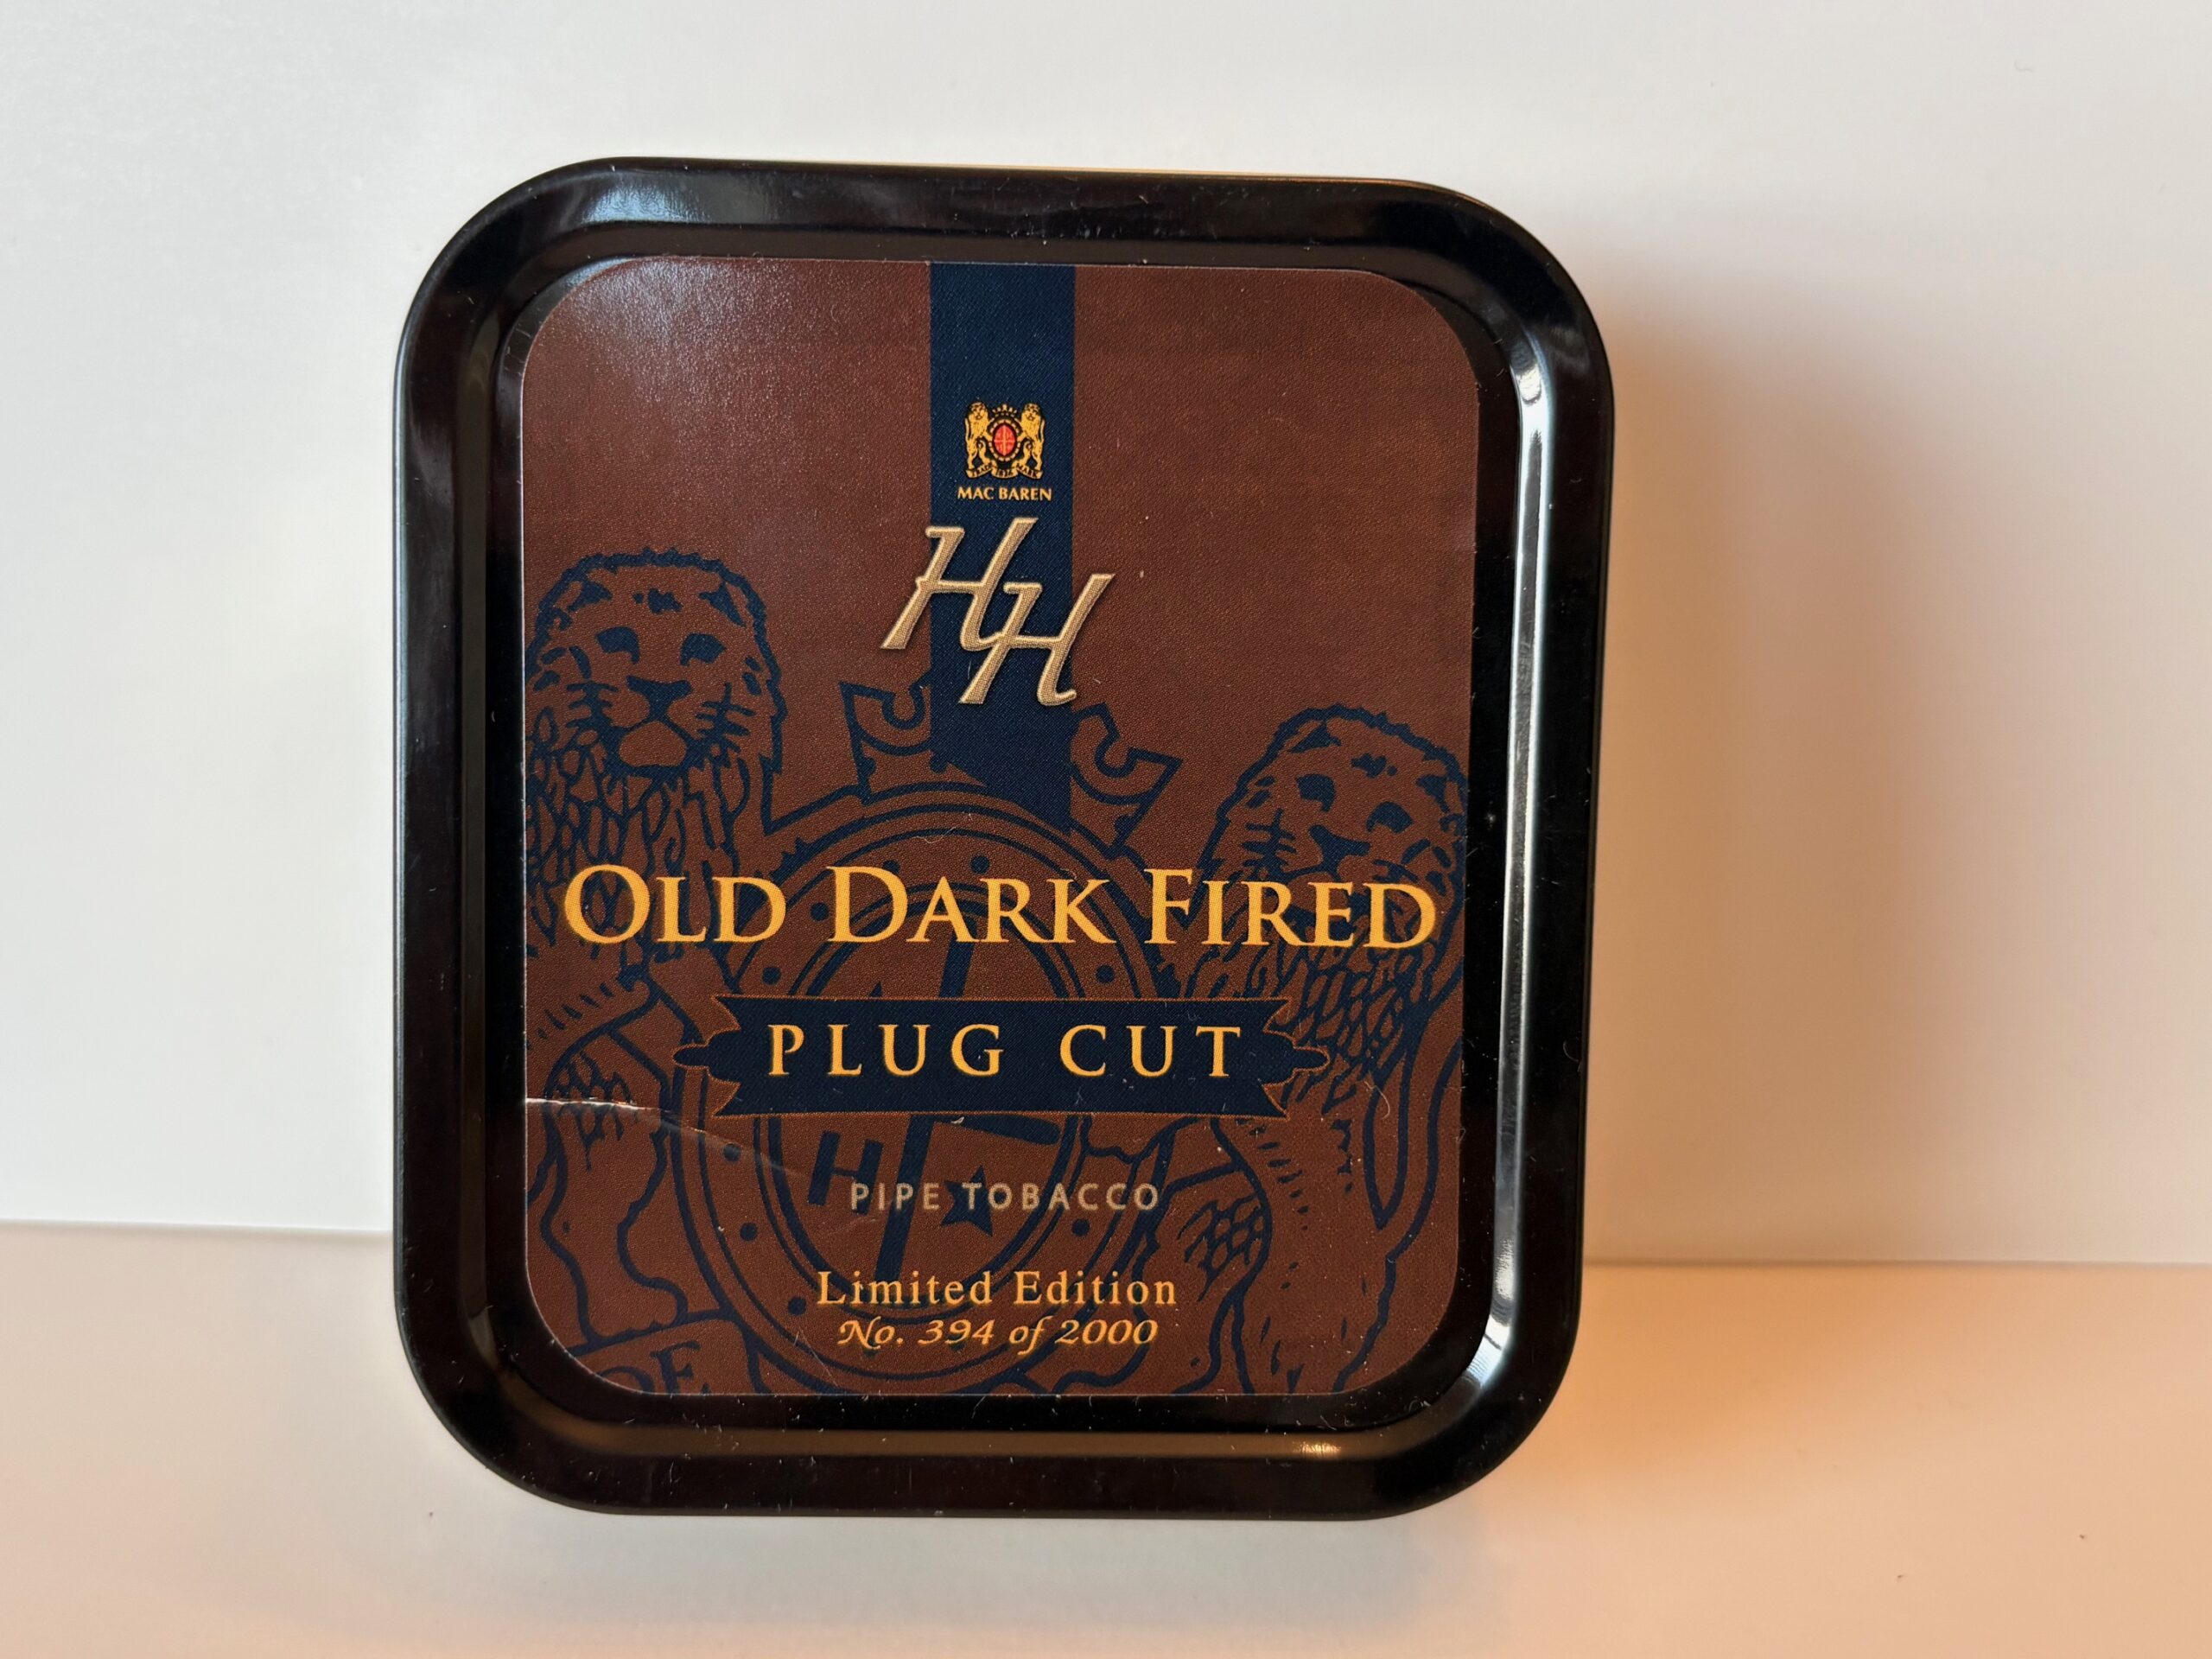 MAC BAREN
HH
OLD DARK FIRED
PLUG CUT
PIPE TOBACCO
Limited Edition
No. 394 of 2000